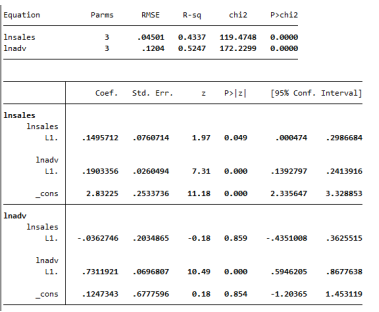 Equation Parms RMSE R-sq chi2 P>chi2
lnsales 3 .04501 0.4337 119.4748 0.0000
lnadv 3 .1204 0.5247 172.2299 0.0000
Coef. Std. Err. z P>|z| [95% Conf. Interval]
lnsales
lnsales
L1. .1495712 .0760714 1.97 0.049 .000474 .2986684
lnadv
L1. .1903356 .0260494 7.31 0.000 .1392797 .2413916
_cons 2.83225 .2533736 11.18 0.000 2.335647 3.328853
lnadv
lnsales
L1. -.0362746 .2034865 -0.18 0.859 -.4351008 .3625515
lnadv
L1. .7311921 .0696807 10.49 0.000 .5946205 .8677638
_cons .1247343 .6777596 0.18 0.854 -1.20365 1.453119